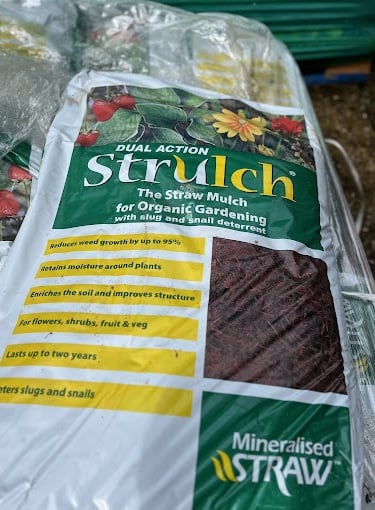 DUAL ACTION
Strulch®
The Straw Mulch
for Organic Gardening
with slug and snail deterrent
Reduces weed growth by up to 95%
Retains moisture around plants
Enriches the soil and improves structure
For flowers, shrubs, fruit & veg
Lasts up to two years
eters slugs and snails
Mineralised
STRAW™